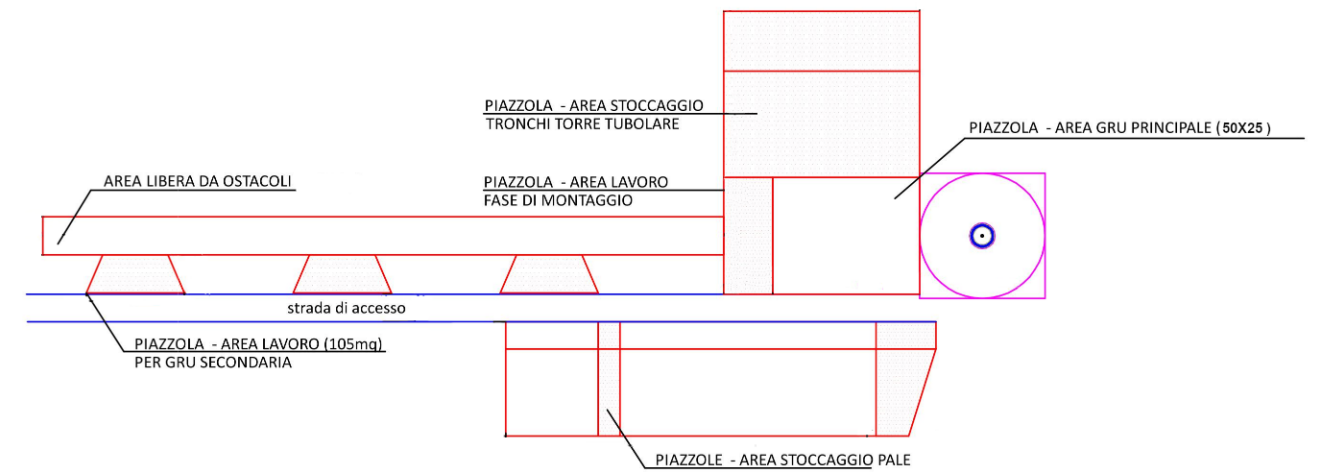 PIAZZOLA - AREA STOCCAGGIO
TRONCHI TORRE TUBOLARE
PIAZZOLA - AREA GRU PRINCIPALE (50X25 )
AREA LIBERA DA OSTACOLI
PIAZZOLA - AREA LAVORO
FASE DI MONTAGGIO
strada di accesso
PIAZZOLA - AREA LAVORO (105mq)
PER GRU SECONDARIA
PIAZZOLE - AREA STOCCAGGIO PALE